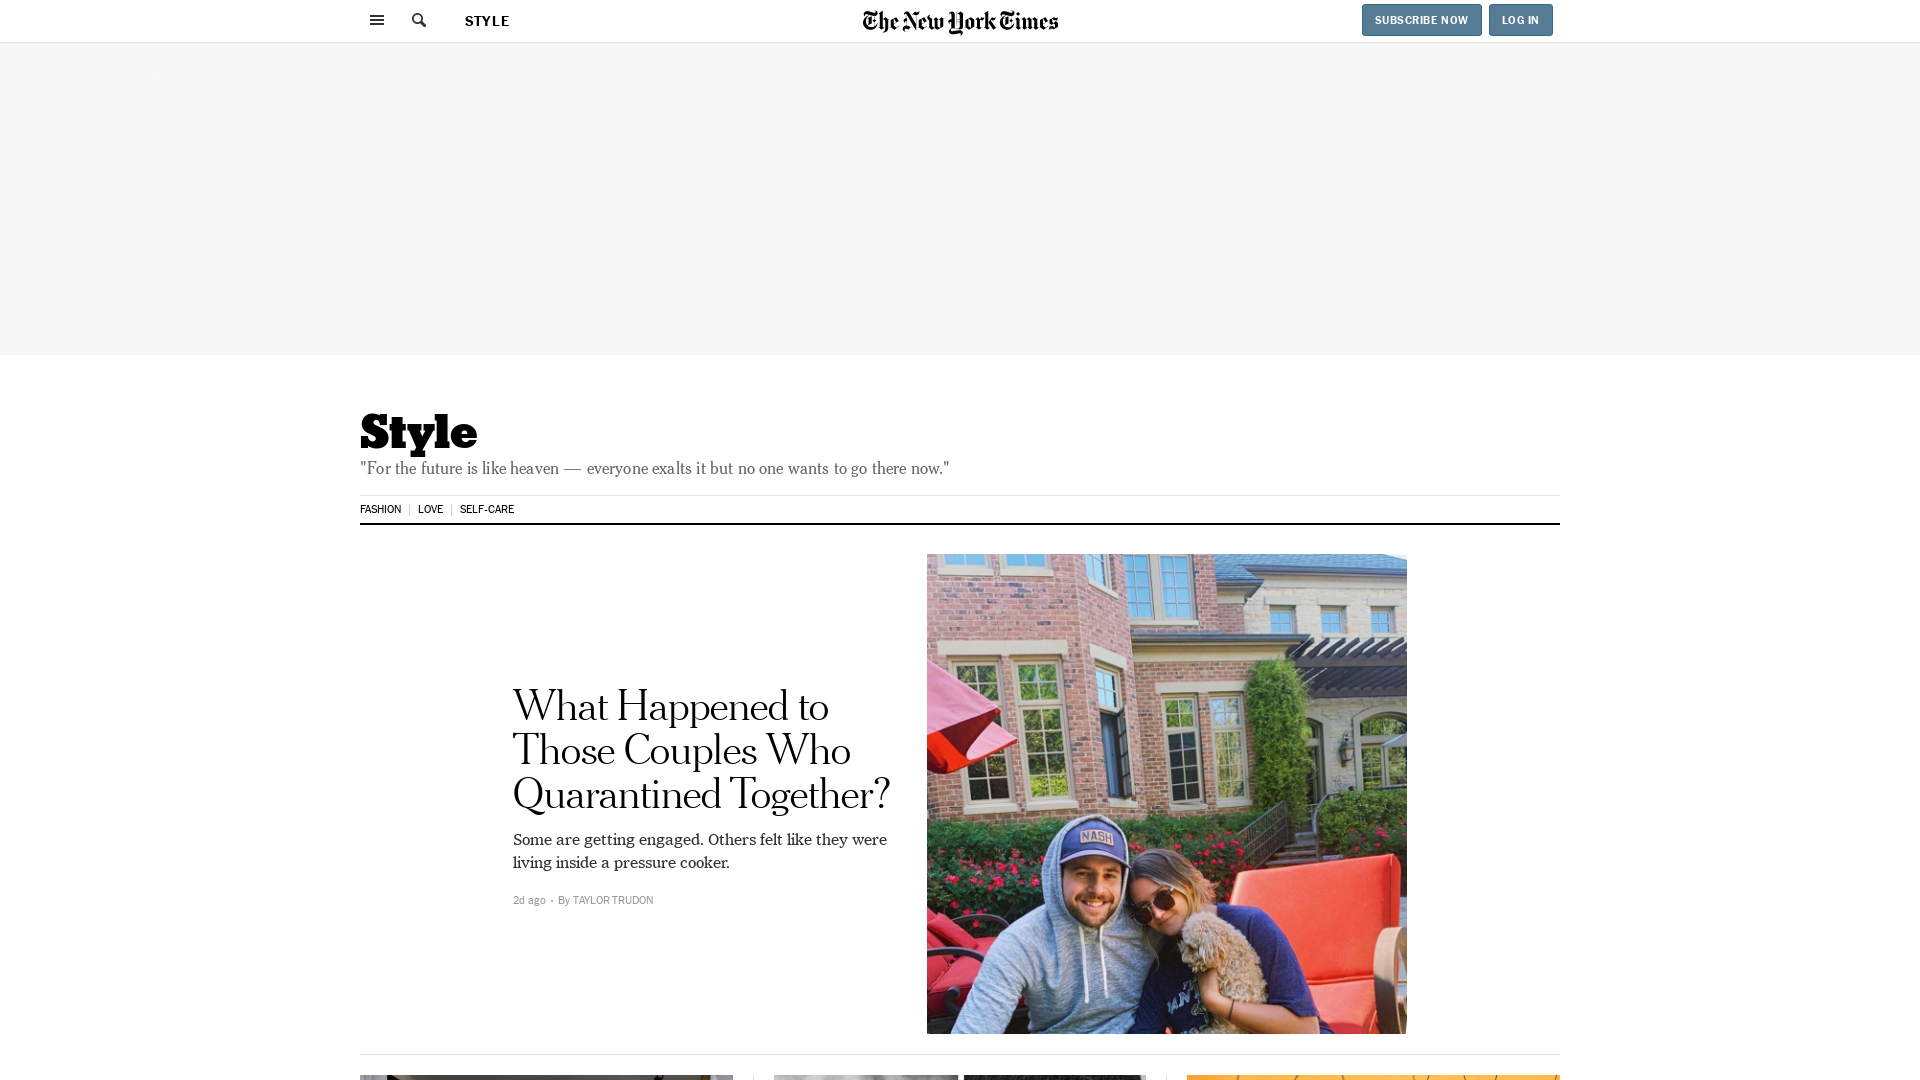 STYLE
The New York Times
SUBSCRIBE NOW
LOG IN
Style
"For the future is like heaven — everyone exalts it but no one wants to go there now."
FASHION
LOVE
SELF-CARE
What Happened to
Those Couples Who
Quarantined Together?
Some are getting engaged. Others felt like they were
living inside a pressure cooker.
2d ago • By TAYLOR TRUDON
NASH